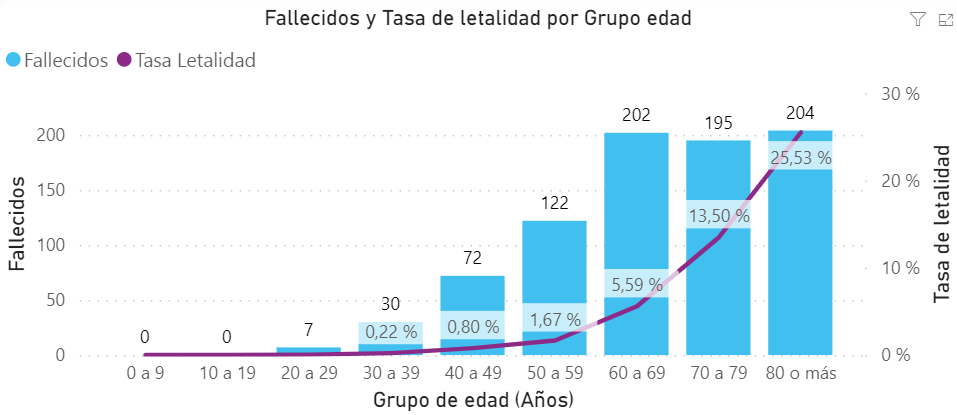 Fallecidos y Tasa de letalidad por Grupo edad
Fallecidos Tasa Letalidad
30 %
202 195 204
200
25,53 %
20 %
150
122
13,50 %
100
72
10 %
5,59 %
50
30
7
0 0
0,22 % 0,80 % 1,67 %
0
0 %
0 a 9 10 a 19 20 a 29 30 a 39 40 a 49 50 a 59 60 a 69 70 a 79 80 o más
Grupo de edad (Años)
Fallecidos
Tasa de letalidad